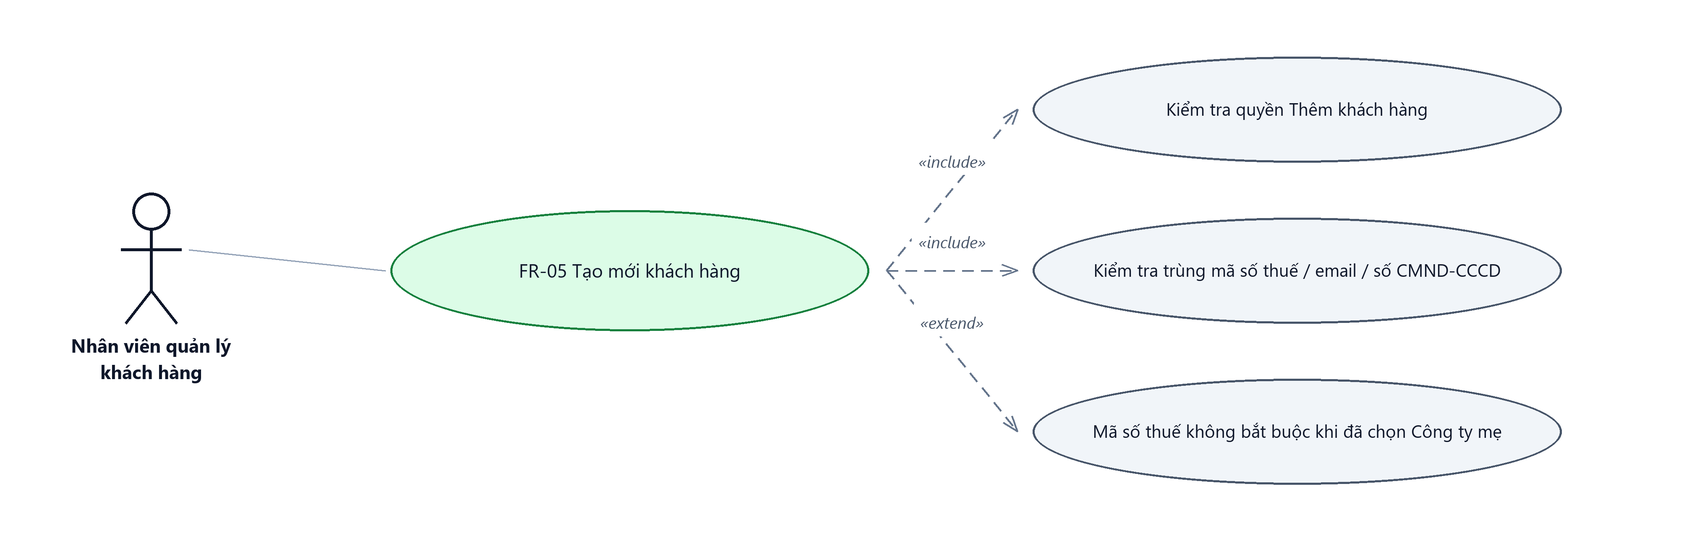 Kiểm tra quyền Thêm khách hàng
«include»
«include»
FR-05 Tạo mới khách hàng
Kiểm tra trùng mã số thuế / email / số CMND-CCCD
«extend»
Nhân viên quản lý
khách hàng
Mã số thuế không bắt buộc khi đã chọn Công ty mẹ